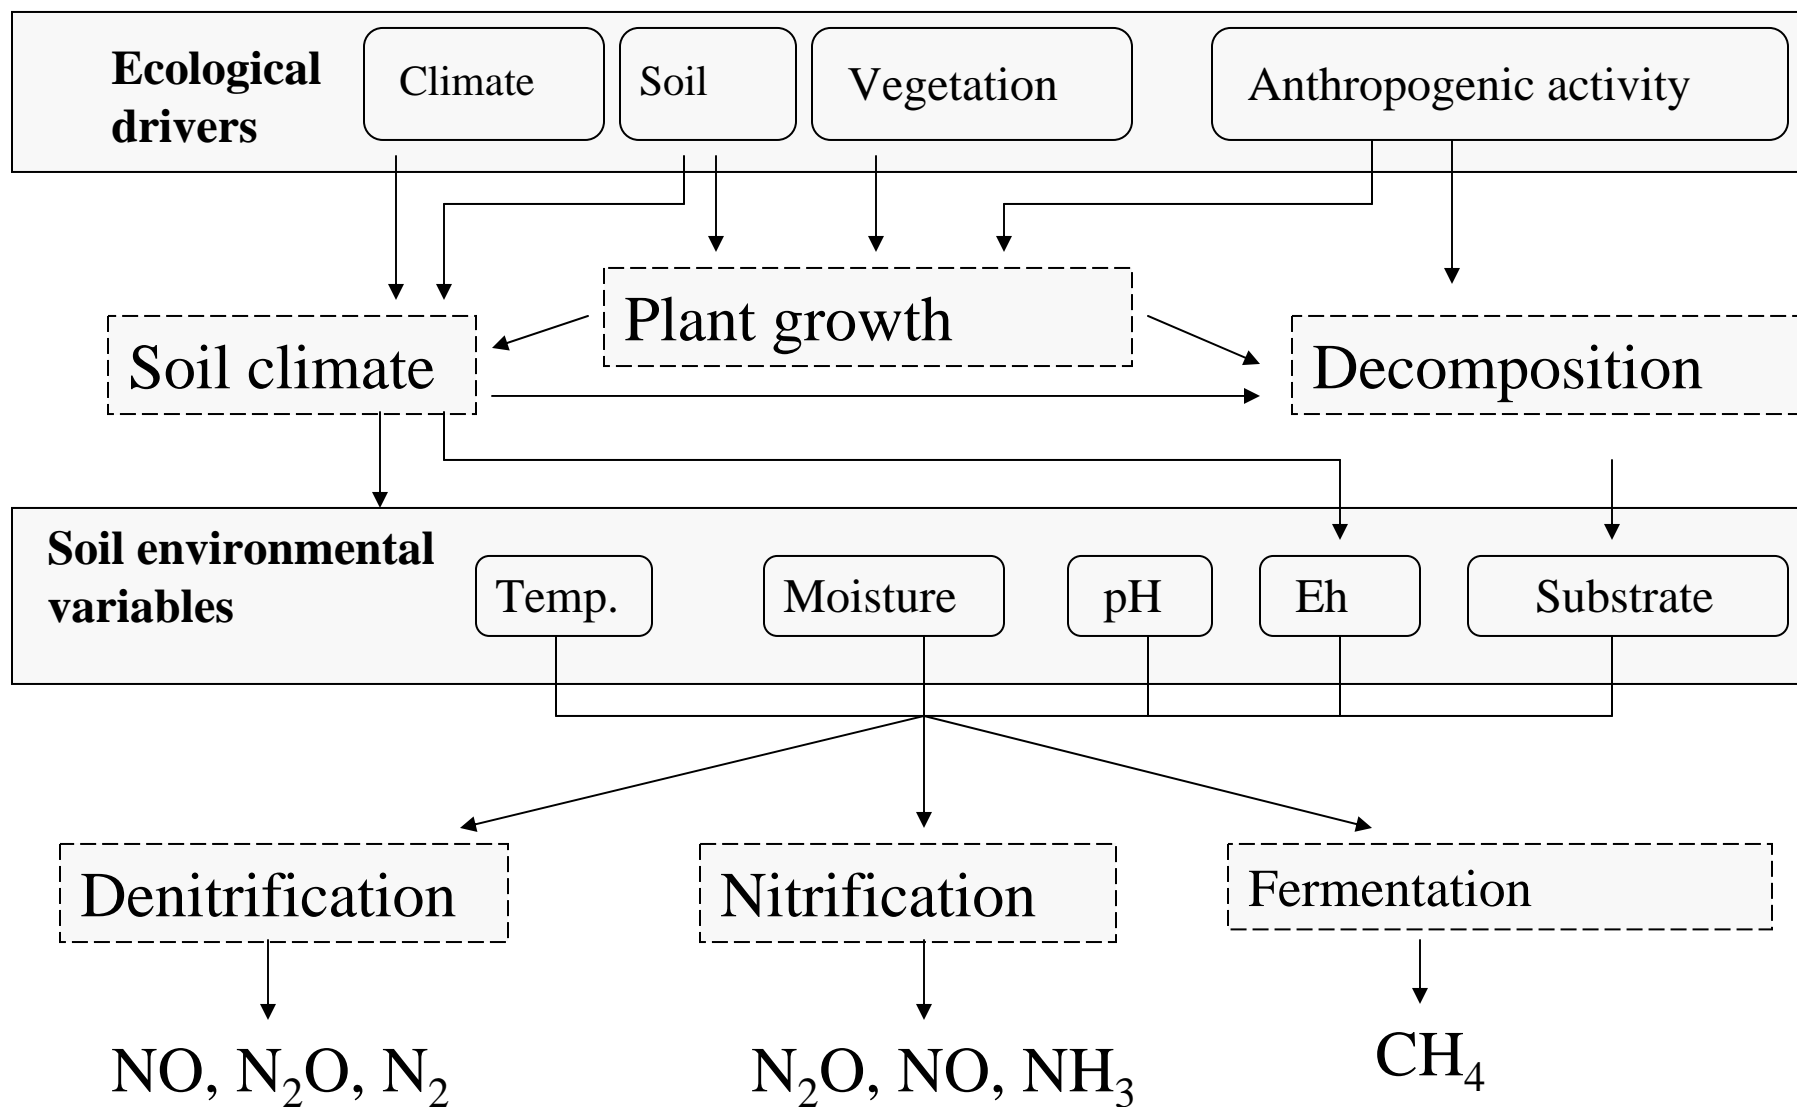 Ecological
drivers
Climate
Soil
Vegetation
Anthropogenic activity
Plant growth
Soil climate
Decomposition
Soil environmental
variables
Temp.
Moisture
pH
Eh
Substrate
Denitrification
Nitrification
Fermentation
NO, N₂O, N₂
N₂O, NO, NH₃
CH₄